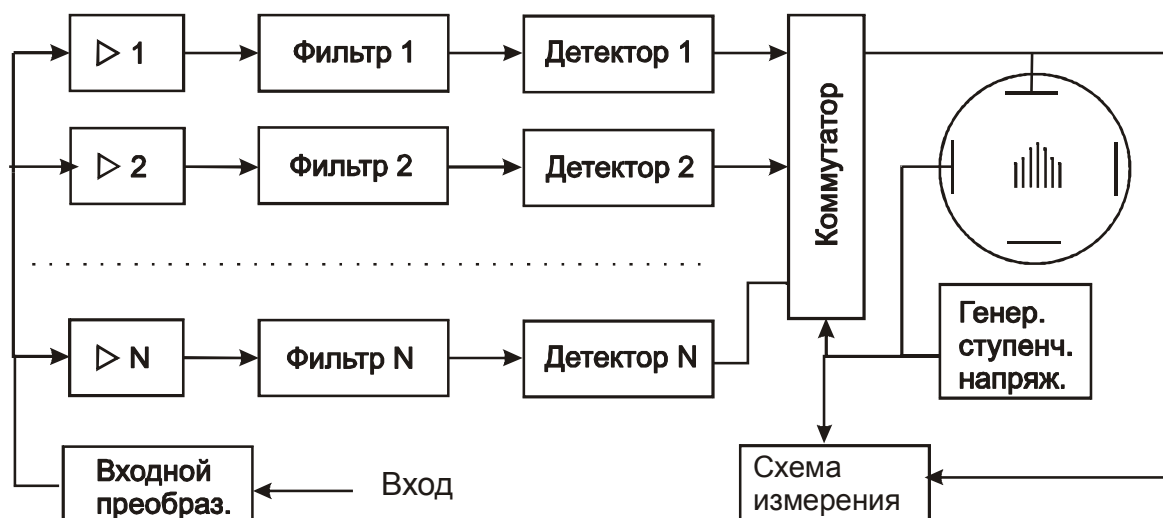 ▷ 1
Фильтр 1
Детектор 1
▷ 2
Фильтр 2
Детектор 2
Коммутатор
▷ N
Фильтр N
Детектор N
Генер.
ступенч.
напряж.
Входной
преобраз.
Вход
Схема
измерения